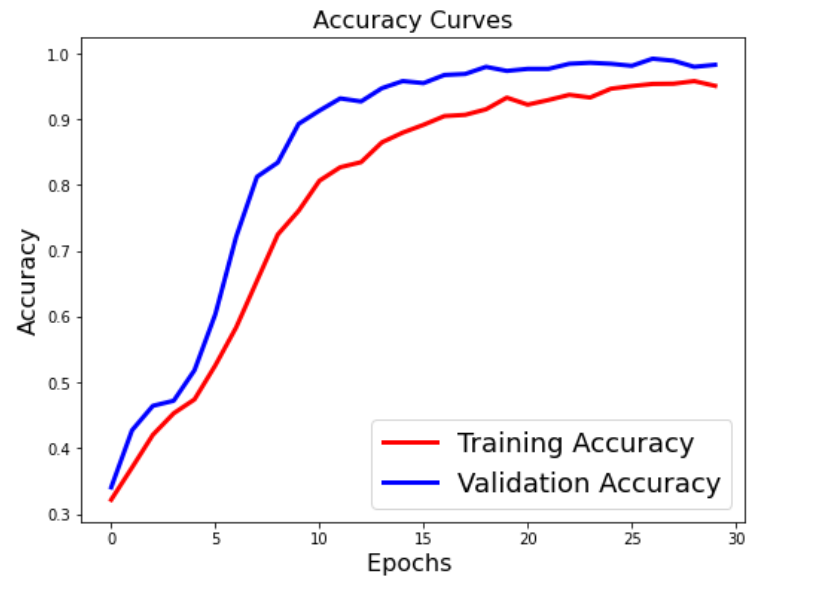 Accuracy Curves
1.0
0.9
0.8
0.7
0.6
0.5
0.4
0.3
Accuracy
Training Accuracy
Validation Accuracy
0 5 10 15 20 25 30
Epochs